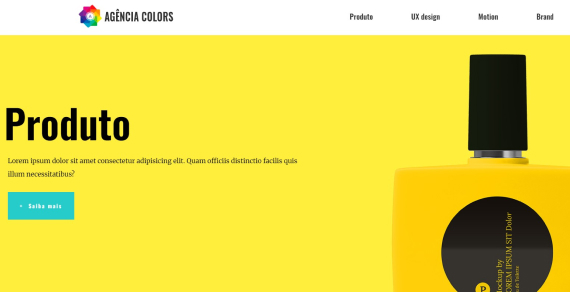 AGÊNCIA COLORS
Produto
UX design
Motion
Brand
Produto
Lorem ipsum dolor sit amet consectetur adipisicing elit. Quam officiis distinctio facilis quis
illum necessitatibus?
+ Saiba mais
Mockup by
LOREM IPSUM SIT Dolor
P